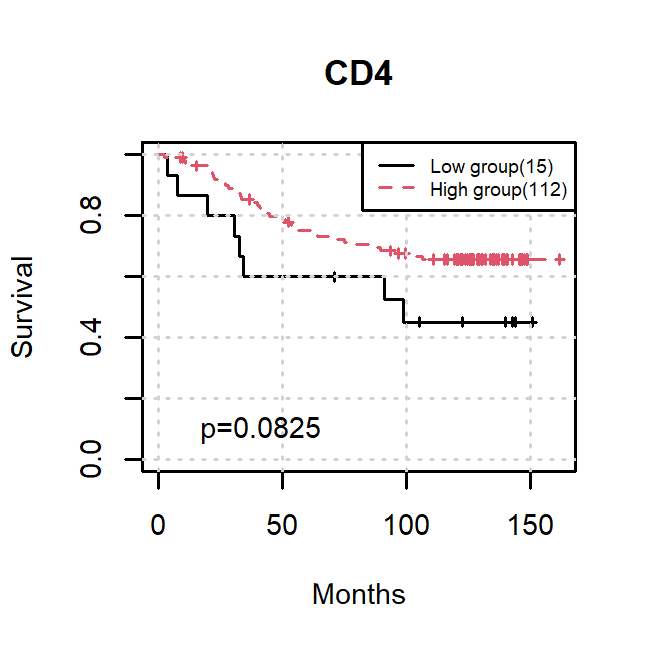 CD4
Low group(15)
High group(112)
Survival
0.8
0.4
0.0
p=0.0825
0 50 100 150
Months